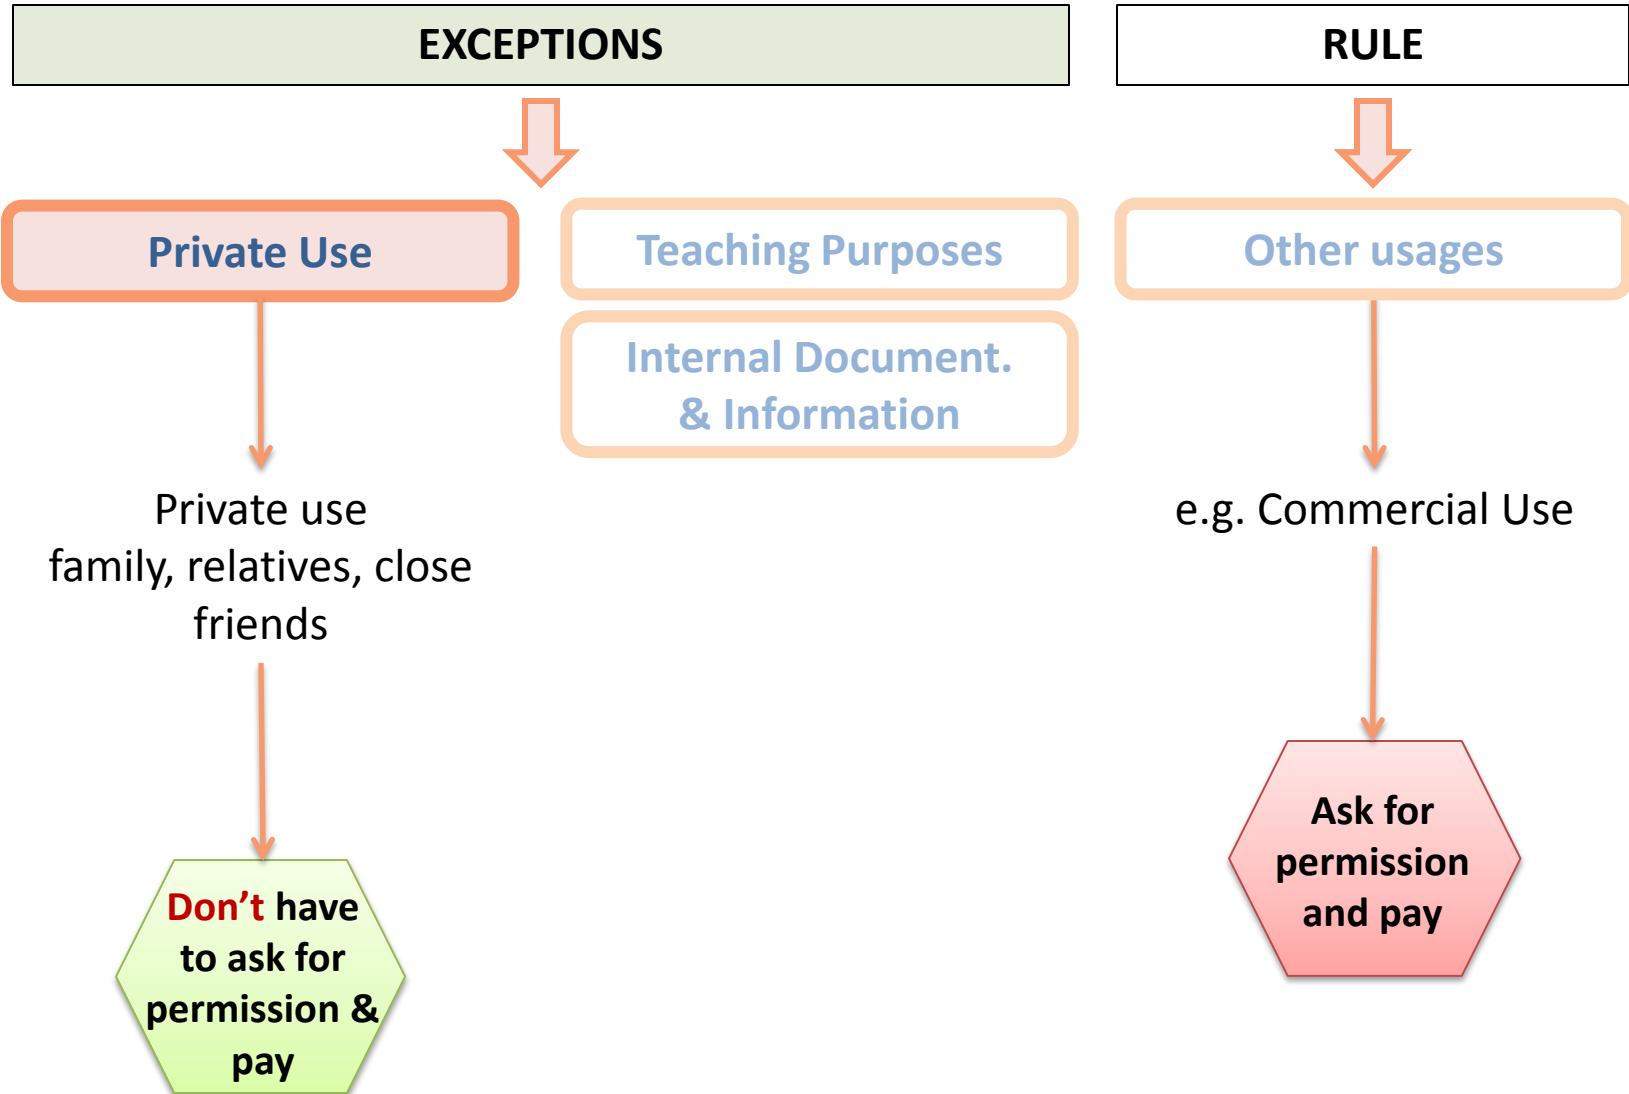 EXCEPTIONS
RULE
Private Use
Teaching Purposes
Other usages
Internal Document.
& Information
Private use
family, relatives, close
friends
e.g. Commercial Use
Don’t have
to ask for
permission &
pay
Ask for
permission
and pay